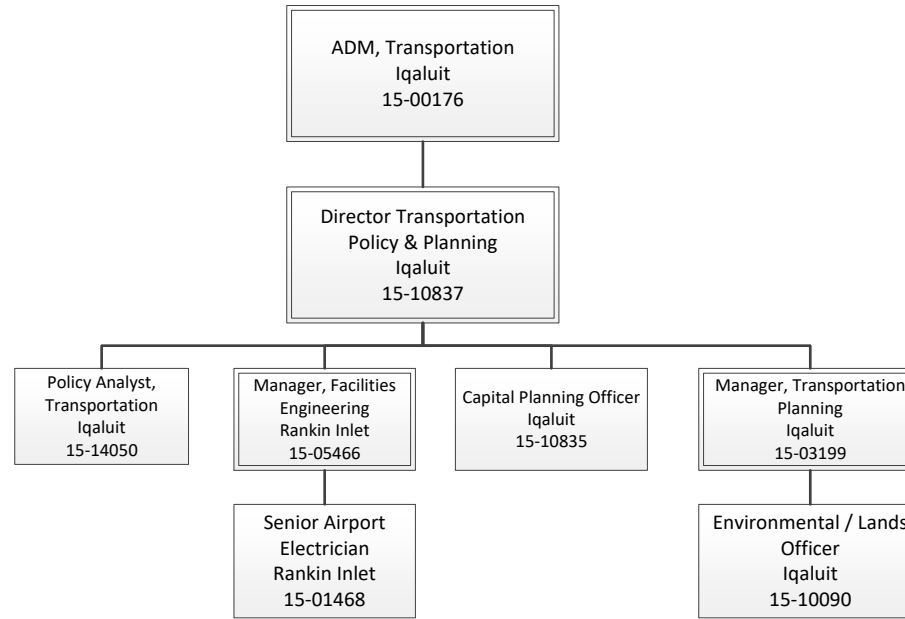 ADM, Transportation
Iqaluit
15-00176
Director Transportation
Policy & Planning
Iqaluit
15-10837
Policy Analyst,
Transportation
Iqaluit
15-14050
Manager, Facilities
Engineering
Rankin Inlet
15-05466
Capital Planning Officer
Iqaluit
15-10835
Manager, Transportation
Planning
Iqaluit
15-03199
Senior Airport
Electrician
Rankin Inlet
15-01468
Environmental / Lands
Officer
Iqaluit
15-10090